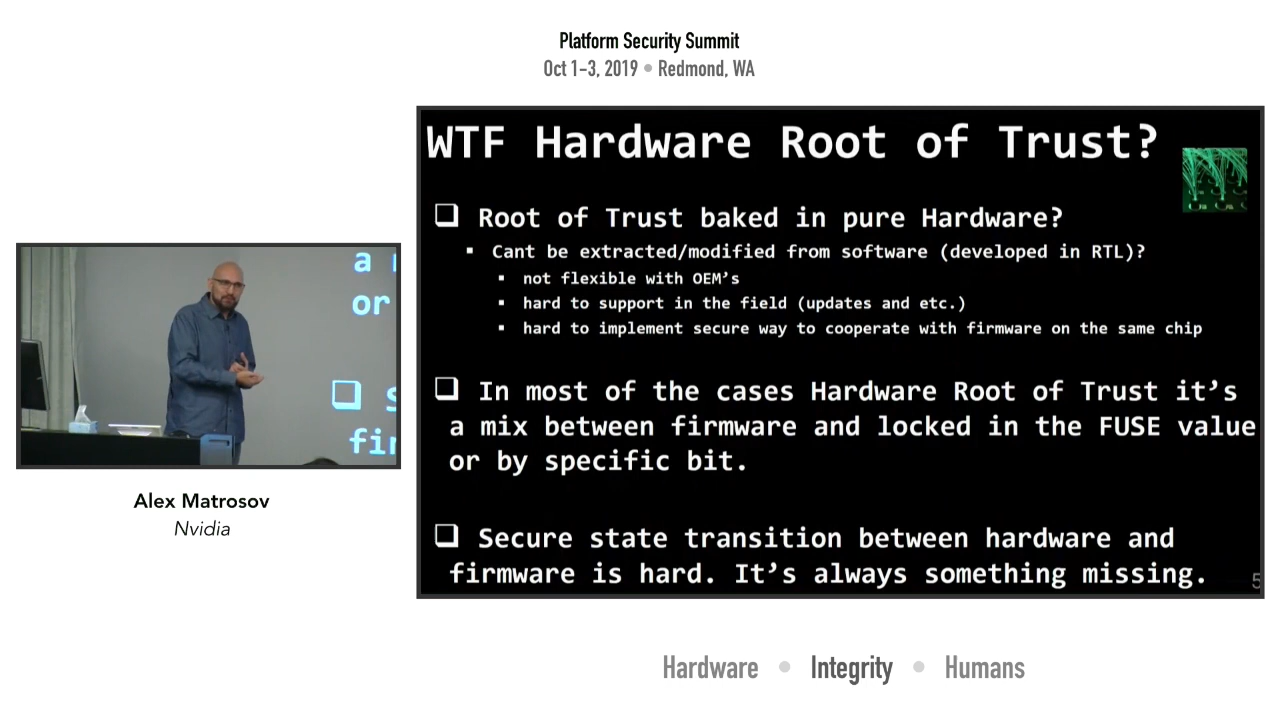 Platform Security Summit
Oct 1-3, 2019 • Redmond, WA
WTF Hardware Root of Trust?
❑ Root of Trust baked in pure Hardware?
▪ Cant be extracted/modified from software (developed in RTL)?
▪ not flexible with OEM’s
▪ hard to support in the field (updates and etc.)
▪ hard to implement secure way to cooperate with firmware on the same chip
❑ In most of the cases Hardware Root of Trust it’s
a mix between firmware and locked in the FUSE value
or by specific bit.
❑ Secure state transition between hardware and
firmware is hard. It’s always something missing.
5
a
or
❑ S
fir
Alex Matrosov
Nvidia
Hardware • Integrity • Humans